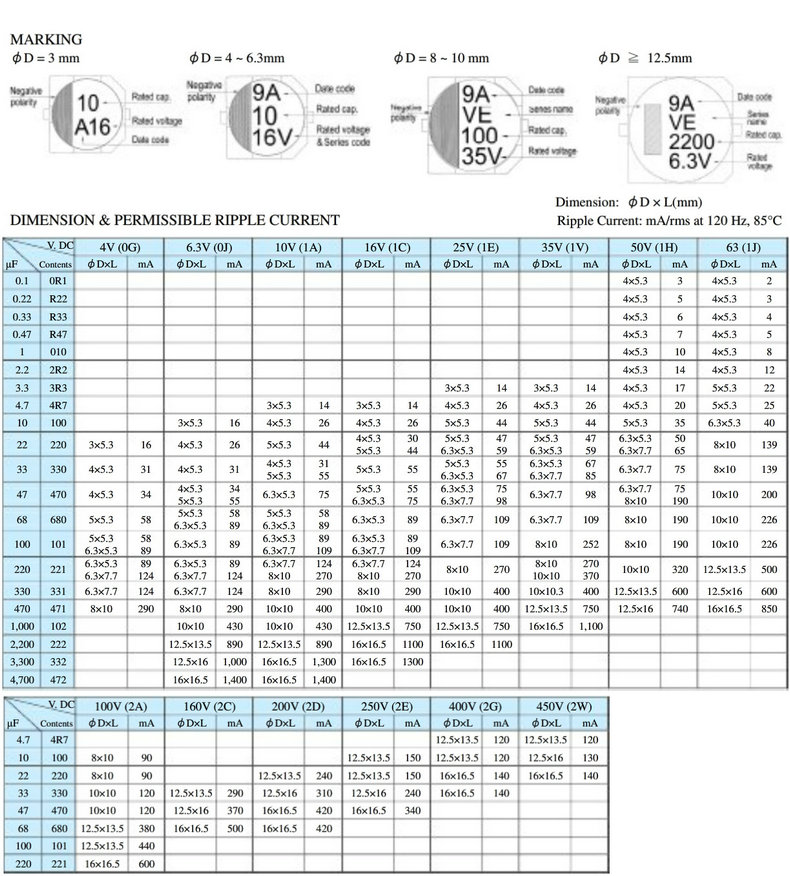 MARKING
ϕD = 3 mm ϕD = 4 ~ 6.3mm ϕD = 8 ~ 10 mm ϕD ≧ 12.5mm
Negative polarity 10 A16 Rated cap. Rated voltage Date code
Negative polarity 9A 10 16V Date code Rated cap. Rated voltage & Series code
Negative polarity 9A VE 100 35V Date code Series name Rated cap. Rated voltage
Negative polarity 9A VE 2200 6.3V Date code Series name Rated cap. Rated voltage
Dimension: ϕD × L(mm)
DIMENSION & PERMISSIBLE RIPPLE CURRENT Ripple Current: mA/rms at 120 Hz, 85°C
V, DC 4V (0G) 6.3V (0J) 10V (1A) 16V (1C) 25V (1E) 35V (1V) 50V (1H) 63 (1J)
μF Contents ϕD×L mA ϕD×L mA ϕD×L mA ϕD×L mA ϕD×L mA ϕD×L mA ϕD×L mA ϕD×L mA
0.1 0R1 4×5.3 3 4×5.3 2
0.22 R22 4×5.3 5 4×5.3 3
0.33 R33 4×5.3 6 4×5.3 4
0.47 R47 4×5.3 7 4×5.3 5
1 010 4×5.3 10 4×5.3 8
2.2 2R2 4×5.3 14 4×5.3 12
3.3 3R3 3×5.3 14 3×5.3 14 4×5.3 17 5×5.3 22
4.7 4R7 3×5.3 14 3×5.3 14 4×5.3 26 4×5.3 26 4×5.3 20 5×5.3 25
10 100 3×5.3 16 4×5.3 26 4×5.3 26 5×5.3 44 5×5.3 44 5×5.3 35 6.3×5.3 40
22 220 3×5.3 16 4×5.3 26 5×5.3 44 4×5.3 30 5×5.3 44 5×5.3 47 6.3×5.3 59 5×5.3 47 6.3×5.3 59 6.3×5.3 50 6.3×7.7 65 8×10 139
33 330 4×5.3 31 4×5.3 31 4×5.3 31 5×5.3 55 5×5.3 55 5×5.3 55 6.3×5.3 67 6.3×5.3 67 6.3×7.7 85 6.3×7.7 75 8×10 139
47 470 4×5.3 34 4×5.3 34 5×5.3 55 6.3×5.3 75 5×5.3 55 6.3×5.3 75 6.3×5.3 75 6.3×7.7 98 6.3×7.7 98 6.3×7.7 75 8×10 190 10×10 200
68 680 5×5.3 58 5×5.3 58 6.3×5.3 89 5×5.3 58 6.3×5.3 89 6.3×5.3 89 6.3×7.7 109 6.3×7.7 109 8×10 190 10×10 226
100 101 5×5.3 58 6.3×5.3 89 6.3×5.3 89 6.3×5.3 89 6.3×7.7 109 6.3×5.3 89 6.3×7.7 109 6.3×7.7 109 8×10 252 8×10 190 10×10 226
220 221 6.3×5.3 89 6.3×7.7 124 6.3×5.3 89 6.3×7.7 124 6.3×7.7 124 8×10 270 6.3×7.7 124 8×10 270 8×10 270 8×10 270 10×10 370 10×10 320 12.5×13.5 500
330 331 6.3×7.7 124 6.3×7.7 124 8×10 290 8×10 290 10×10 400 10×10.3 400 12.5×13.5 600 12.5×16 600
470 471 8×10 290 8×10 290 10×10 400 10×10 400 10×10 400 12.5×13.5 750 12.5×16 740 16×16.5 850
1,000 102 10×10 430 10×10 430 12.5×13.5 750 12.5×13.5 750 16×16.5 1,100
2,200 222 12.5×13.5 890 12.5×13.5 890 16×16.5 1100 16×16.5 1100
3,300 332 12.5×16 1,000 16×16.5 1,300 16×16.5 1300
4,700 472 16×16.5 1,400 16×16.5 1,400
V, DC 100V (2A) 160V (2C) 200V (2D) 250V (2E) 400V (2G) 450V (2W)
μF Contents ϕD×L mA ϕD×L mA ϕD×L mA ϕD×L mA ϕD×L mA ϕD×L mA
4.7 4R7 12.5×13.5 120 12.5×13.5 120
10 100 8×10 90 12.5×13.5 150 12.5×13.5 120 12.5×16 130
22 220 8×10 90 12.5×13.5 240 12.5×13.5 150 16×16.5 140 16×16.5 140
33 330 10×10 120 12.5×13.5 290 12.5×16 310 12.5×16 240 16×16.5 140
47 470 10×10 120 12.5×16 370 16×16.5 420 16×16.5 340
68 680 12.5×13.5 380 16×16.5 500 16×16.5 420
100 101 12.5×13.5 440
220 221 16×16.5 600